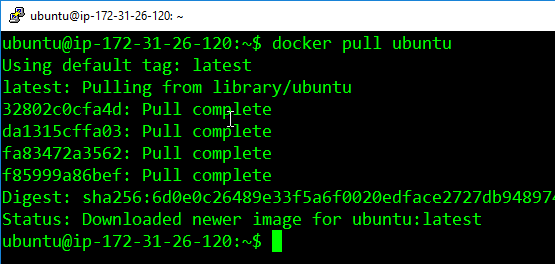 ubuntu@ip-172-31-26-120: ~
ubuntu@ip-172-31-26-120:~$ docker pull ubuntu
Using default tag: latest
latest: Pulling from library/ubuntu
32802c0cfa4d: Pull complete
da1315cffa03: Pull complete
fa83472a3562: Pull complete
f85999a86bef: Pull complete
Digest: sha256:6d0e0c26489e33f5a6f0020edface2727db948974
Status: Downloaded newer image for ubuntu:latest
ubuntu@ip-172-31-26-120:~$